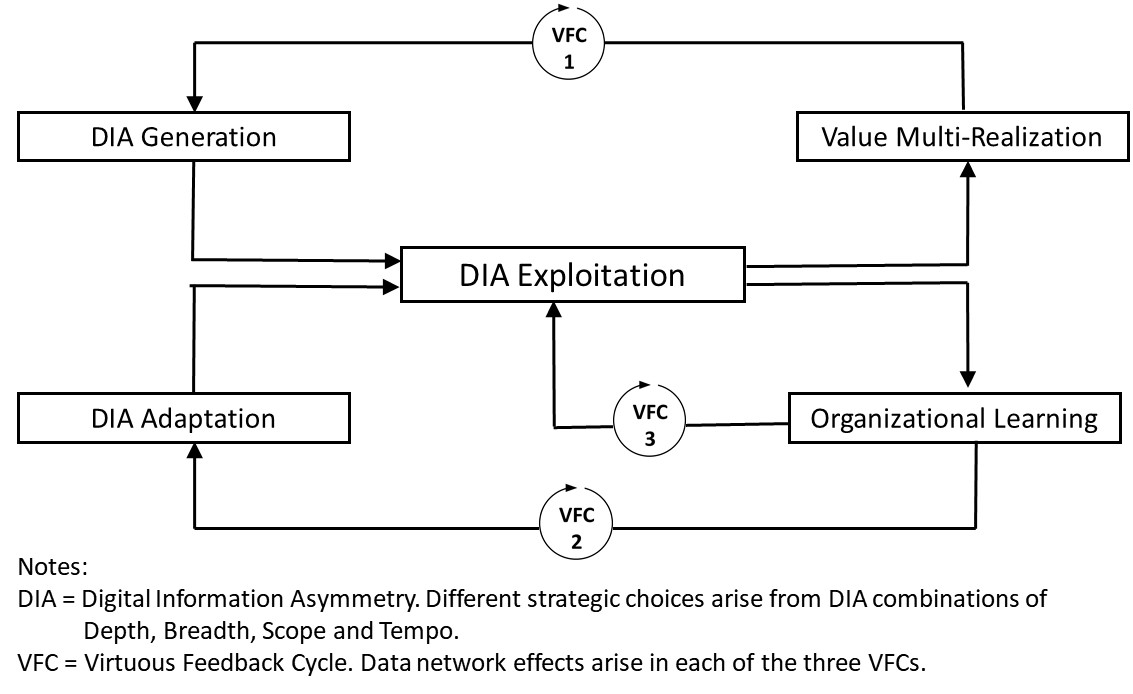 VFC
1
DIA Generation
Value Multi-Realization
DIA Exploitation
DIA Adaptation
VFC
3
Organizational Learning
VFC
2
Notes:
DIA = Digital Information Asymmetry. Different strategic choices arise from DIA combinations of
Depth, Breadth, Scope and Tempo.
VFC = Virtuous Feedback Cycle. Data network effects arise in each of the three VFCs.